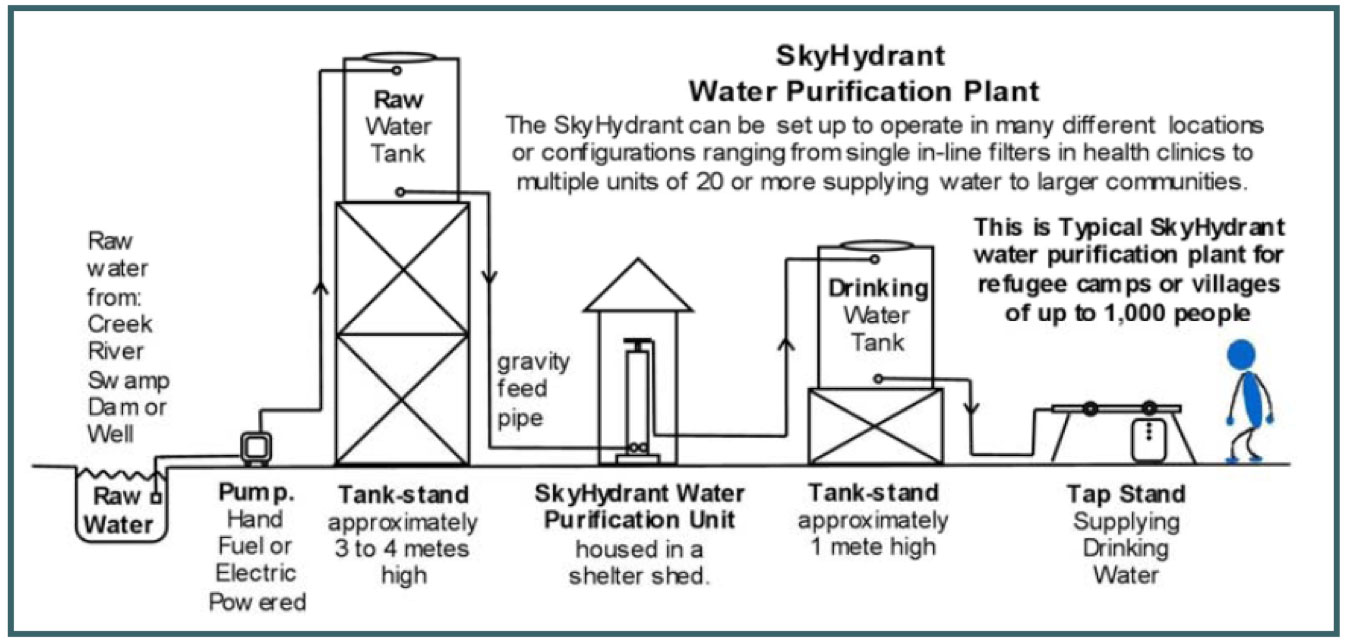 SkyHydrant
Water Purification Plant
The SkyHydrant can be set up to operate in many different locations
or configurations ranging from single in-line filters in health clinics to
multiple units of 20 or more supplying water to larger communities.
This is Typical SkyHydrant
water purification plant for
refugee camps or villages
of up to 1,000 people
Raw
Water
Tank
Raw
water
from:
Creek
River
Swamp
Dam or
Well
gravity
feed
pipe
Drinking
Water
Tank
Raw
Water
Pump.
Hand
Fuel or
Electric
Powered
Tank-stand
approximately
3 to 4 metes
high
SkyHydrant Water
Purification Unit
housed in a
shelter shed.
Tank-stand
approximately
1 mete high
Tap Stand
Supplying
Drinking
Water